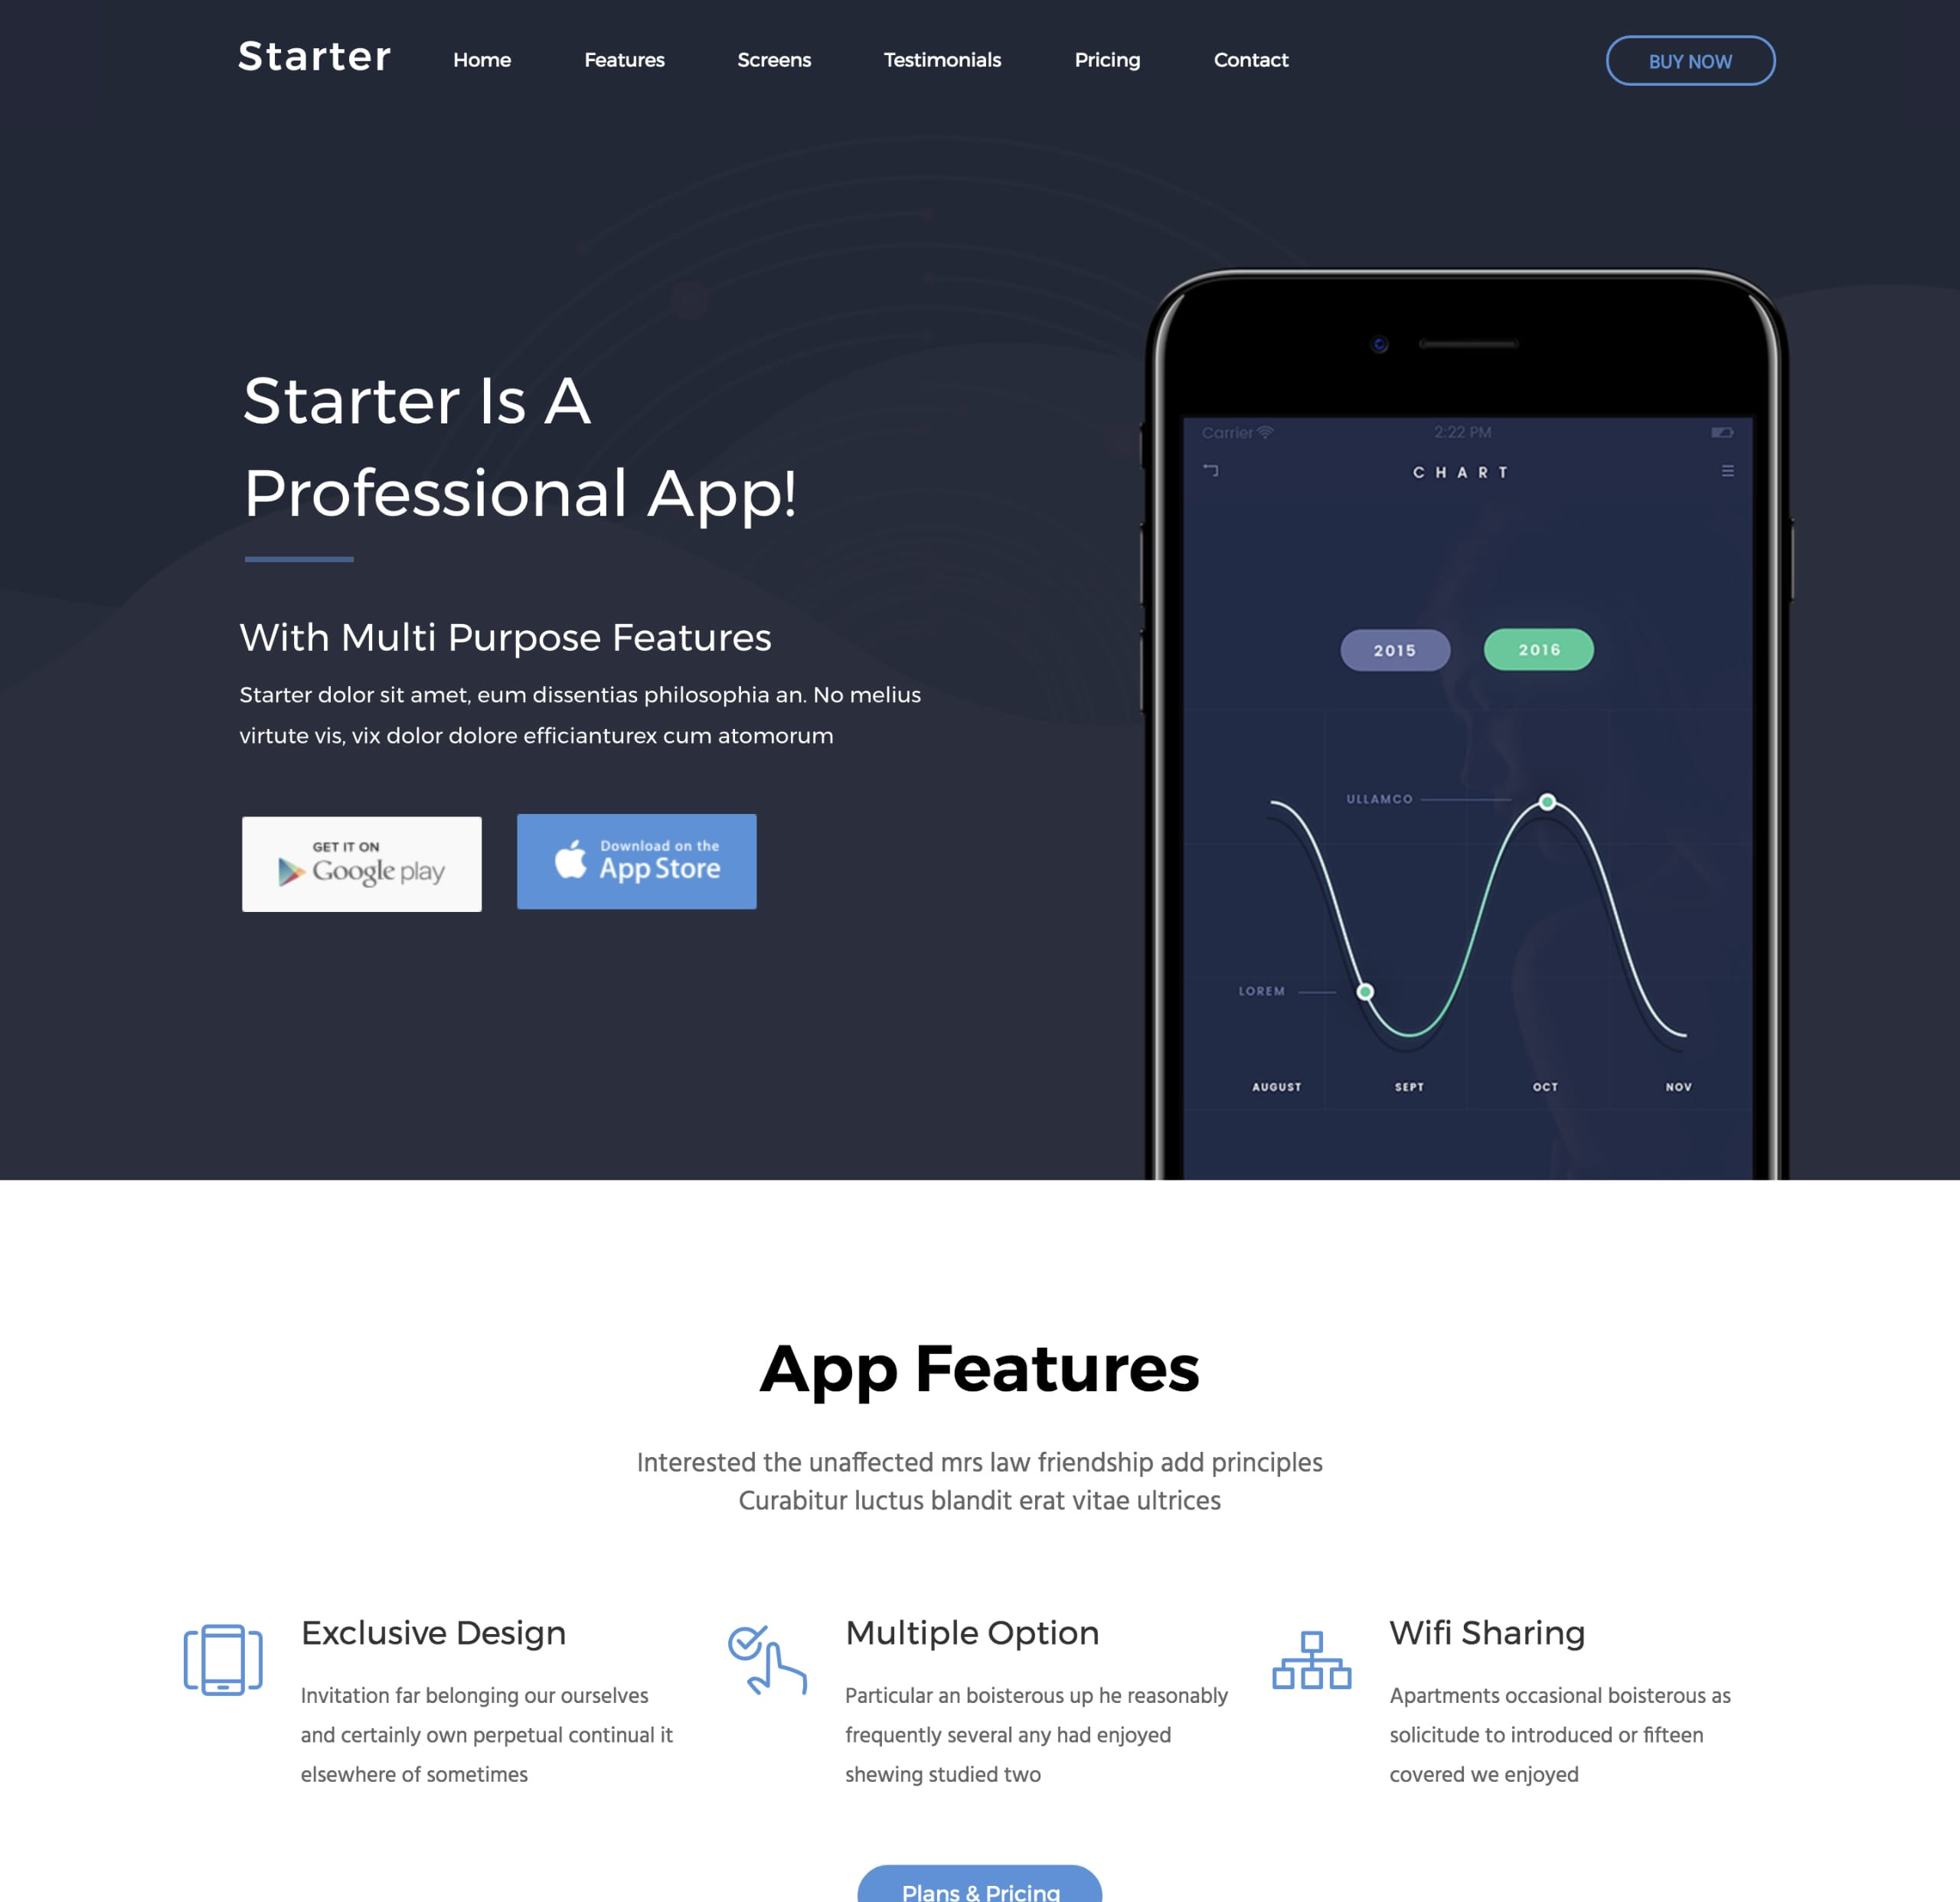 Starter
Home
Features
Screens
Testimonials
Pricing
Contact
BUY NOW
Starter Is A
Professional App!
With Multi Purpose Features
Starter dolor sit amet, eum dissentias philosophia an. No melius
virtute vis, vix dolor dolore efficianturex cum atomorum
GET IT ON
Google play
Download on the
App Store
Carrier
2:22 PM
CHART
2015
2016
ULLAMCO
LOREM
AUGUST
SEPT
OCT
NOV
App Features
Interested the unaffected mrs law friendship add principles
Curabitur luctus blandit erat vitae ultrices
Exclusive Design
Invitation far belonging our ourselves
and certainly own perpetual continual it
elsewhere of sometimes
Multiple Option
Particular an boisterous up he reasonably
frequently several any had enjoyed
shewing studied two
Wifi Sharing
Apartments occasional boisterous as
solicitude to introduced or fifteen
covered we enjoyed
Plans & Pricing